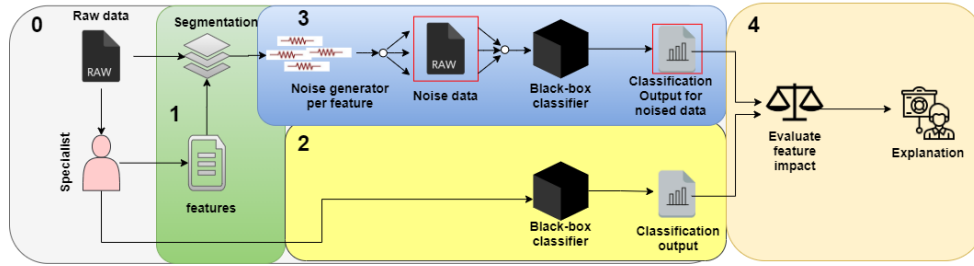 0
Raw data
RAW
Specialist
1
Segmentation
features
3
Noise generator
per feature
RAW
Noise data
Black-box
classifier
Classification
Output for
noised data
2
Black-box
classifier
Classification
output
4
Evaluate
feature
impact
Explanation